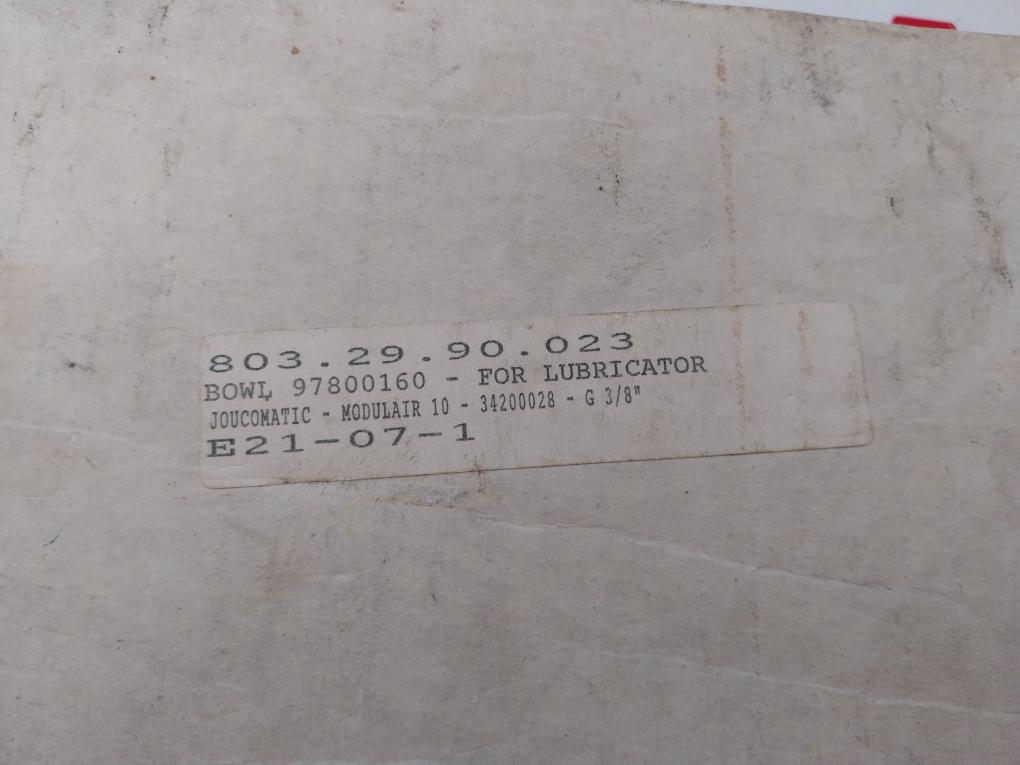 803.29.90.023
BOWL 97800160 - FOR LUBRICATOR
JOUCOMATIC - MODULAIR 10 - 34200028 - G 3/8"
E21-07-1